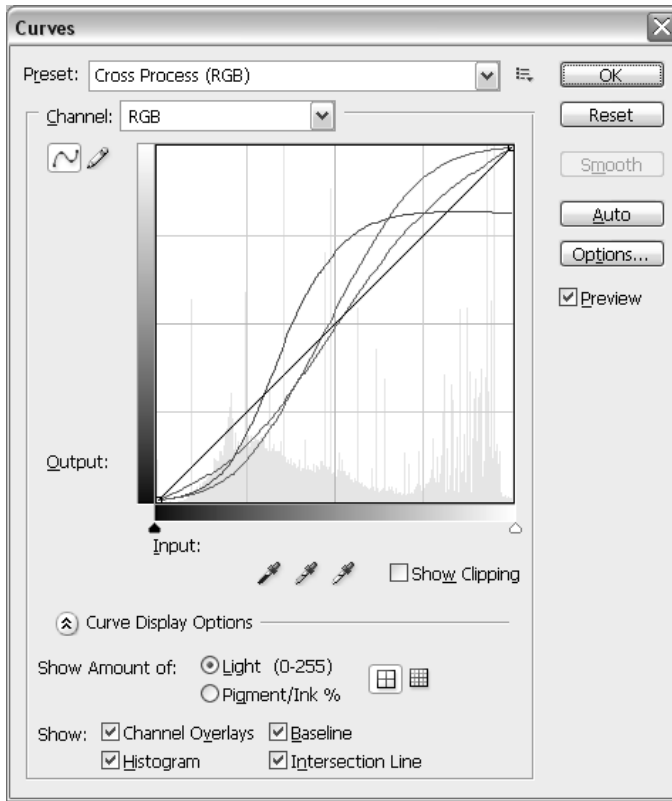 Curves
Preset: Cross Process (RGB)
OK
Channel: RGB
Reset
Smooth
Auto
Options...
Preview
Output:
Input:
Show Clipping
Curve Display Options
Show Amount of: Light (0-255)
Pigment/Ink %
Show: Channel Overlays Baseline
Histogram Intersection Line